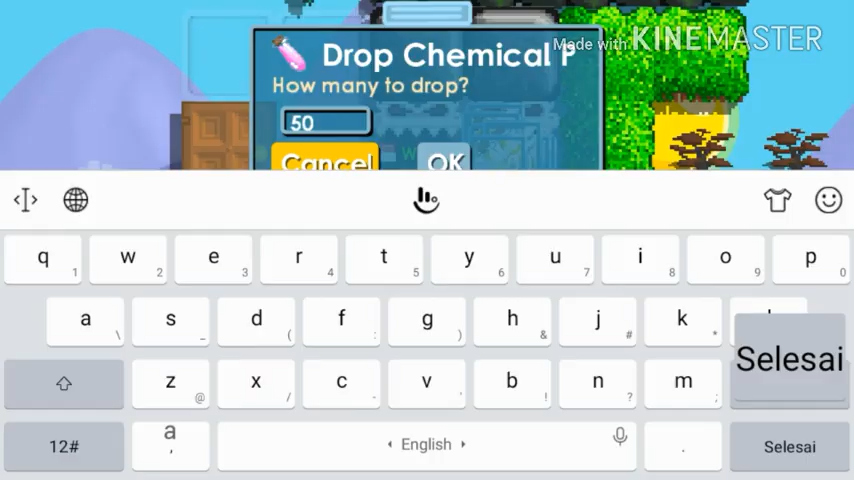 Drop Chemical P
Made with KINEMASTER
How many to drop?
50
Cancel OK
q 1 w 2 e 3 r 4 t 5 y 6 u 7 i 8 o 9 p 0
a \ s _ d ( f : g ) h & j # k *
Selesai
z @ x / c - v ' b ! n ? m ;
12# a , English . Selesai